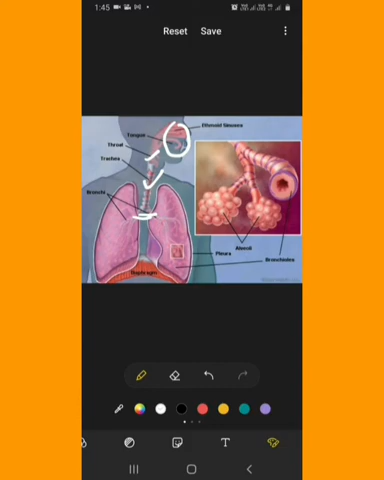 1:45
Reset Save
Ethmoid Sinuses
Tongue
Throat
Trachea
Bronchi
Alveoli
Pleura
Bronchioles
Diaphragm
T